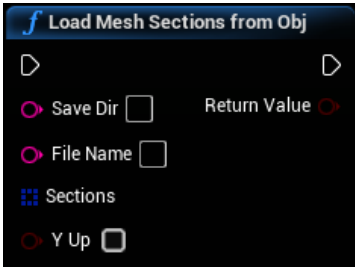 f Load Mesh Sections from Obj
Save Dir
Return Value
File Name
Sections
Y Up